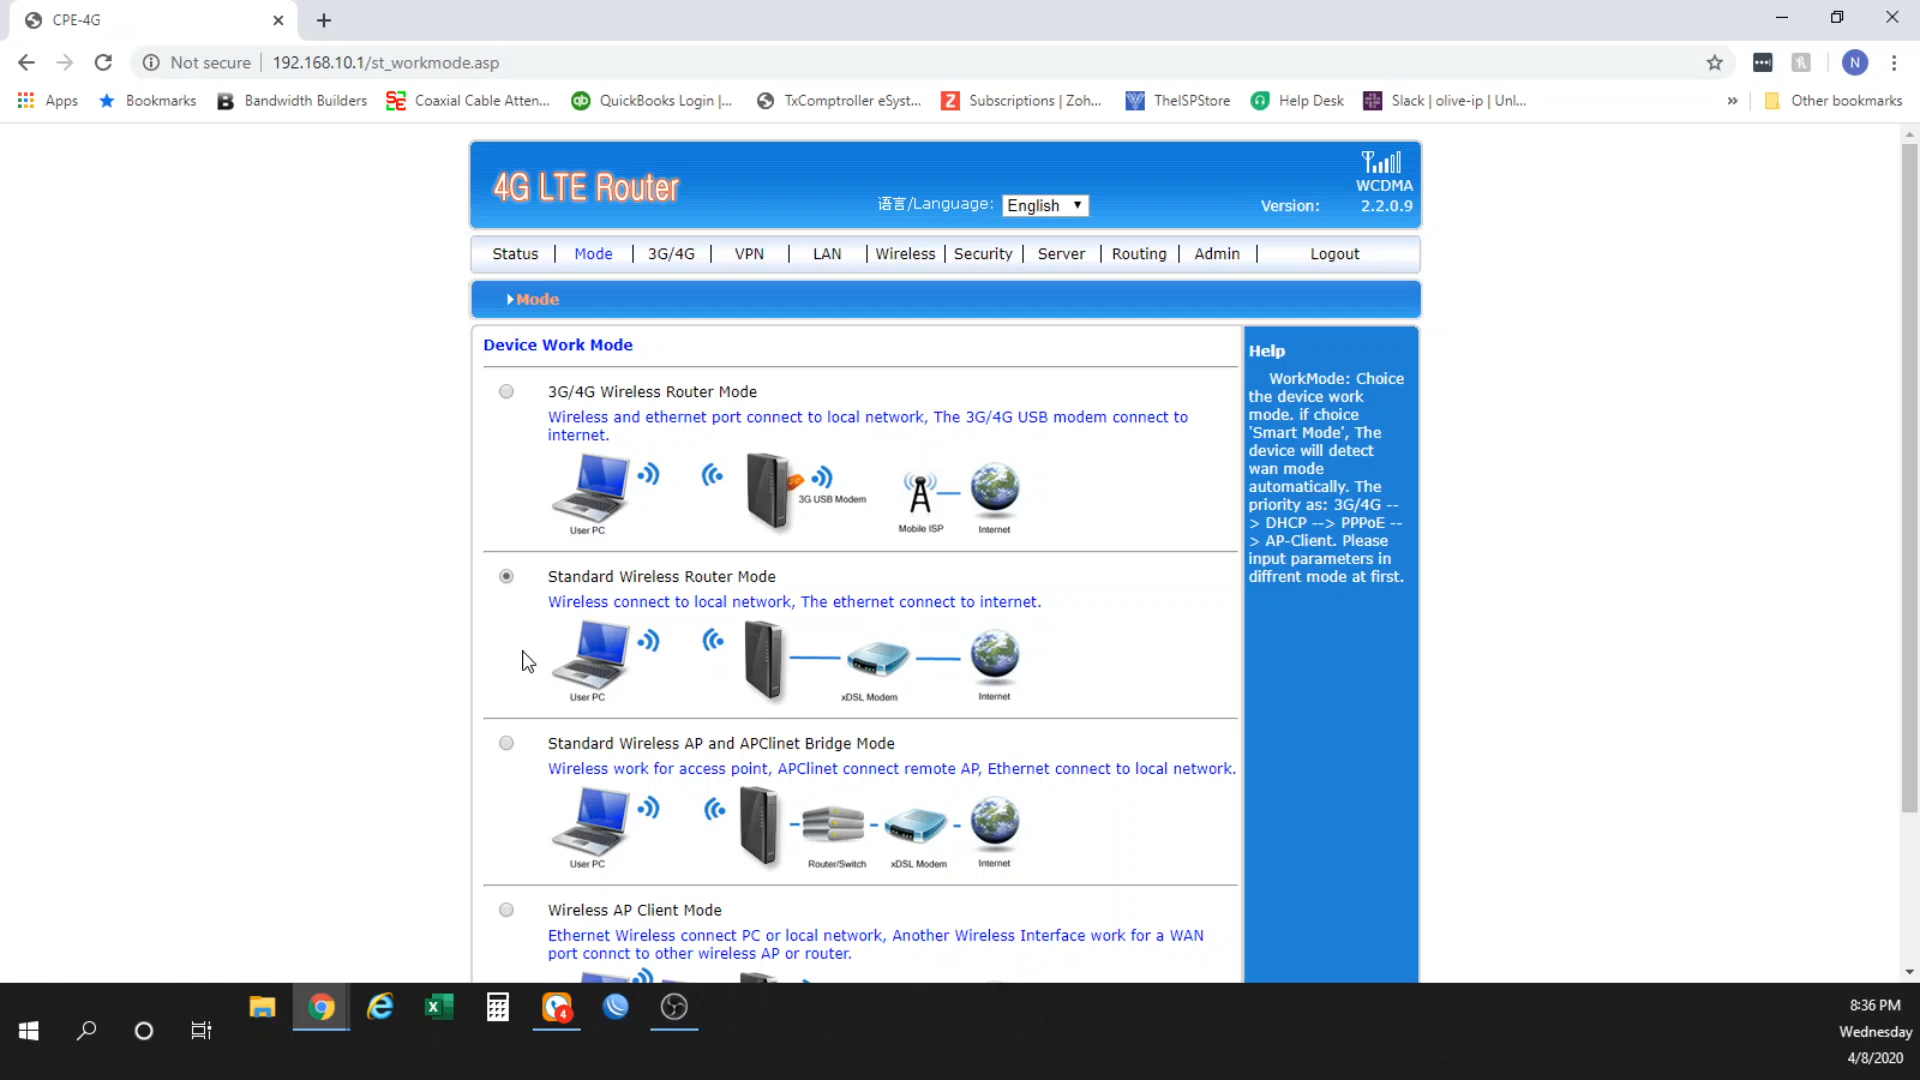 CPE-4G
Not secure 192.168.10.1/st_workmode.asp
N
Apps Bookmarks Bandwidth Builders Coaxial Cable Atten... QuickBooks Login |... TxComptroller eSyst... Subscriptions | Zoh... TheISPStore Help Desk Slack | olive-ip | Unl... » Other bookmarks
4G LTE Router
语言/Language: English
WCDMA
Version: 2.2.0.9
Status | Mode | 3G/4G | VPN | LAN | Wireless | Security | Server | Routing | Admin | Logout
Mode
Device Work Mode
3G/4G Wireless Router Mode
Wireless and ethernet port connect to local network, The 3G/4G USB modem connect to
internet.
3G USB Modem
User PC Mobile ISP Internet
Standard Wireless Router Mode
Wireless connect to local network, The ethernet connect to internet.
User PC xDSL Modem Internet
Standard Wireless AP and APClinet Bridge Mode
Wireless work for access point, APClinet connect remote AP, Ethernet connect to local network.
User PC Router/Switch xDSL Modem Internet
Wireless AP Client Mode
Ethernet Wireless connect PC or local network, Another Wireless Interface work for a WAN
port connct to other wireless AP or router.
Help
WorkMode: Choice
the device work
mode. if choice
'Smart Mode', The
device will detect
wan mode
automatically. The
priority as: 3G/4G --
> DHCP --> PPPoE --
> AP-Client. Please
input parameters in
diffrent mode at first.
4
8:36 PM
Wednesday
4/8/2020